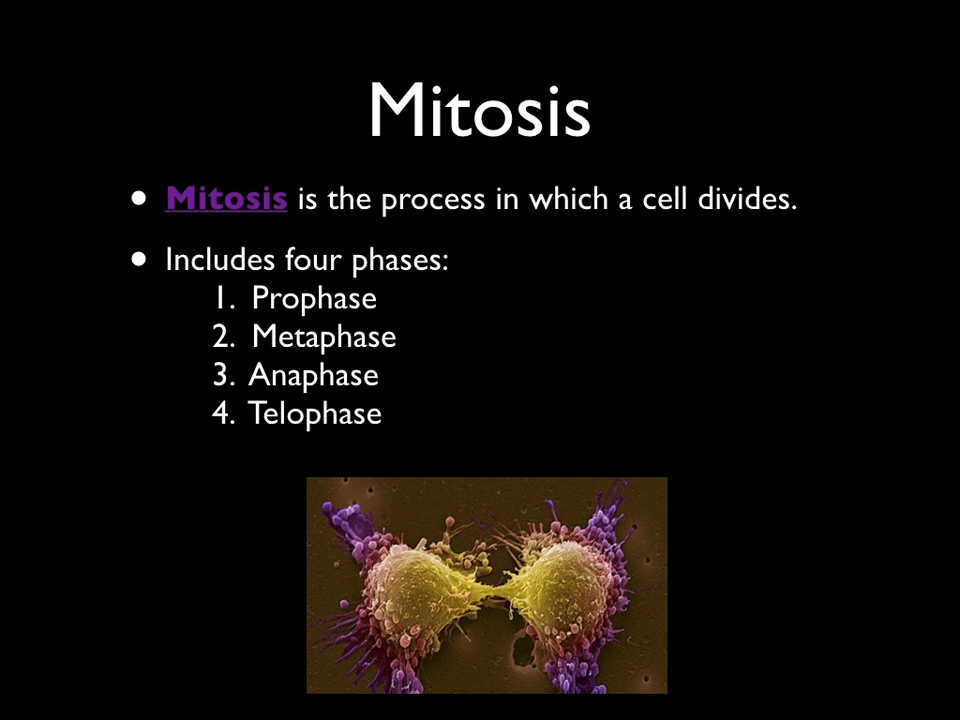 Mitosis
• Mitosis is the process in which a cell divides.
• Includes four phases:
1. Prophase
2. Metaphase
3. Anaphase
4. Telophase